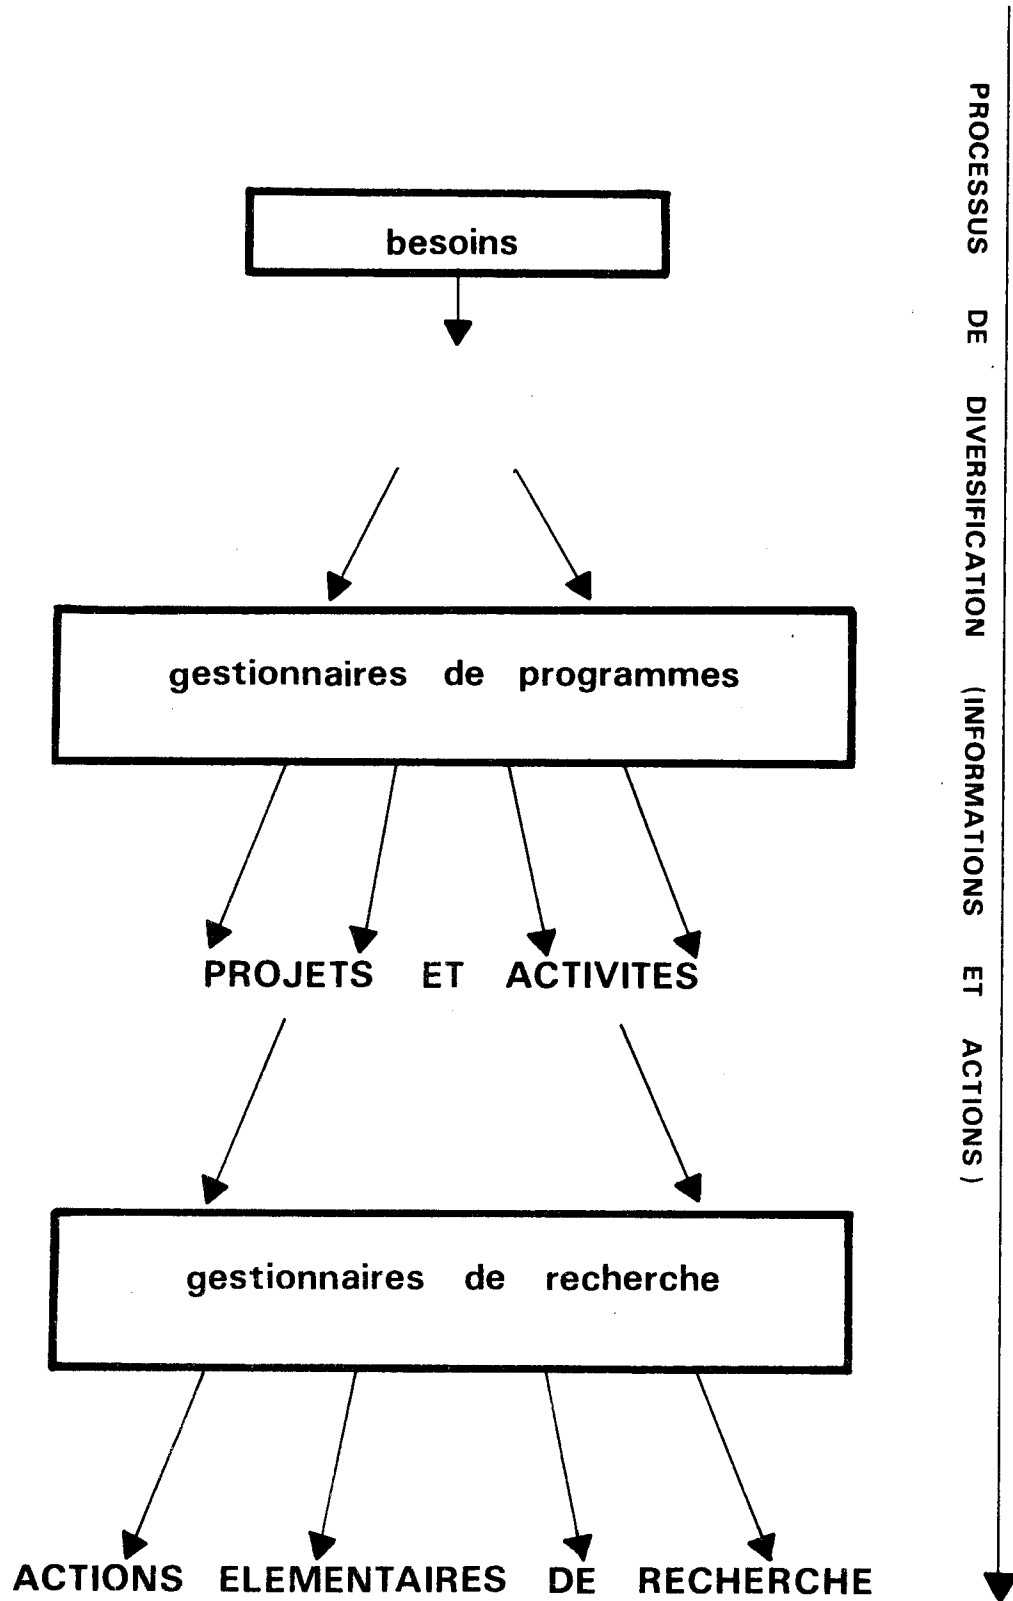 besoins
gestionnaires de programmes
PROJETS ET ACTIVITES
gestionnaires de recherche
ACTIONS ELEMENTAIRES DE RECHERCHE
PROCESSUS DE DIVERSIFICATION (INFORMATIONS ET ACTIONS)